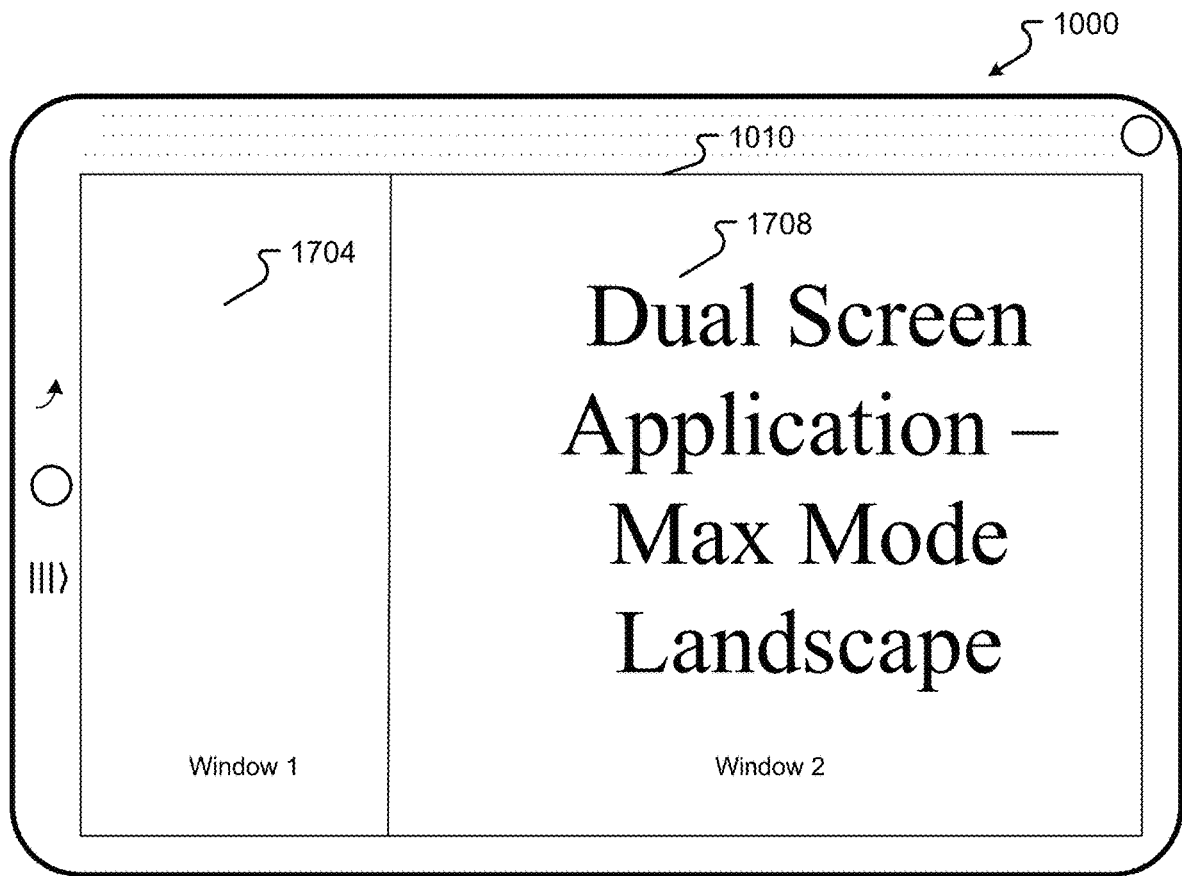 1000
1010
1704
1708
Dual Screen
Application –
Max Mode
Landscape
Window 1
Window 2